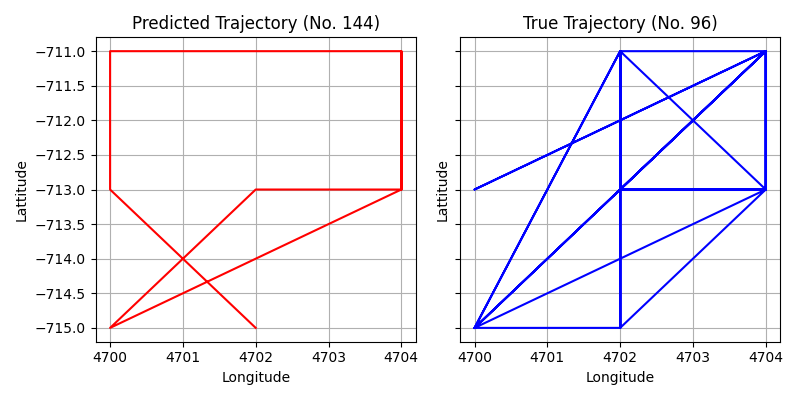 Predicted Trajectory (No. 144)
True Trajectory (No. 96)
−711.0
−711.5
−712.0
−712.5
−713.0
−713.5
−714.0
−714.5
−715.0
Lattitude
Lattitude
4700 4701 4702 4703 4704
4700 4701 4702 4703 4704
Longitude
Longitude